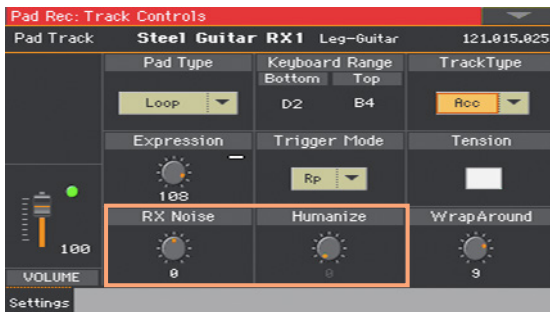 Pad Rec: Track Controls
Pad Track Steel Guitar RX1 Leg-Guitar 121.015.025
Pad Type Keyboard Range TrackType
Bottom Top
Loop D2 B4 Acc
Expression Trigger Mode Tension
Rp
108
RX Noise Humanize WrapAround
100
0 0 9
VOLUME
Settings